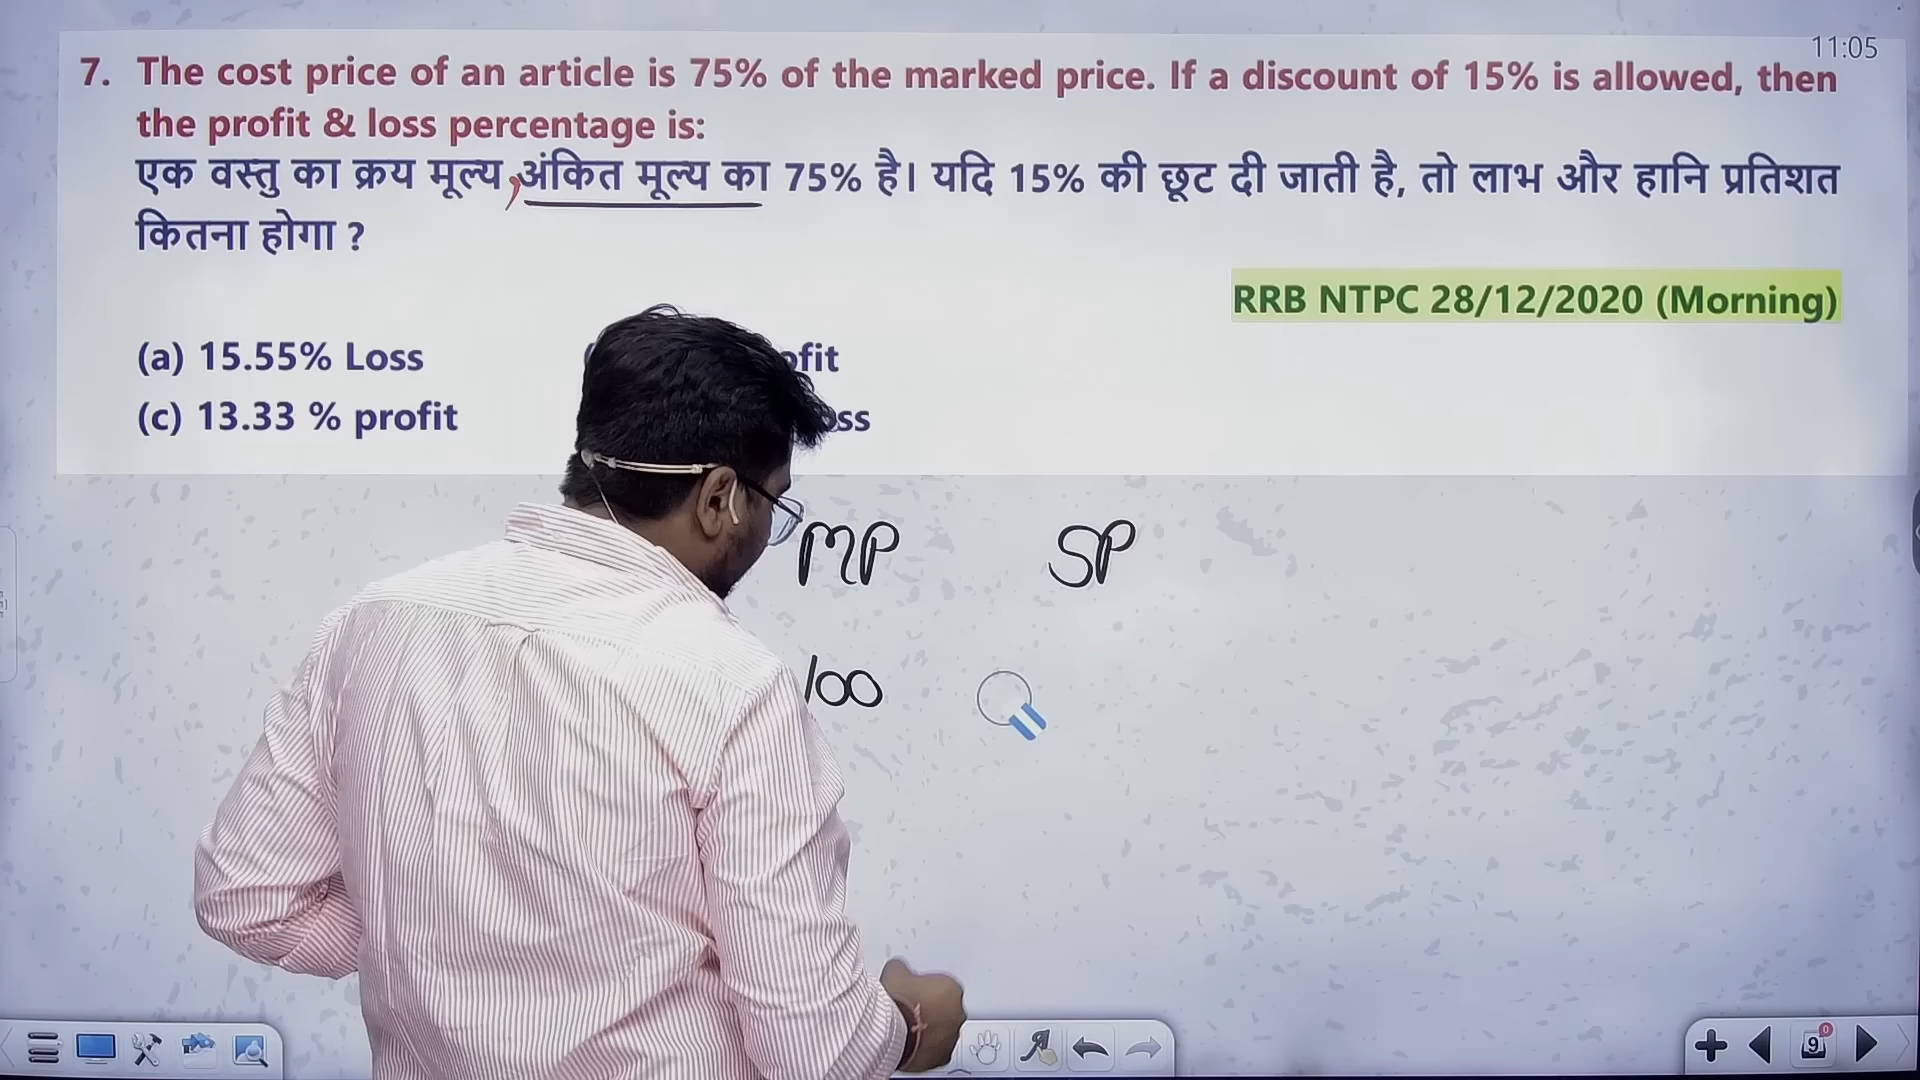 11:05
7. The cost price of an article is 75% of the marked price. If a discount of 15% is allowed, then
the profit & loss percentage is:
एक वस्तु का क्रय मूल्य अंकित मूल्य का 75% है। यदि 15% की छूट दी जाती है, तो लाभ और हानि प्रतिशत
कितना होगा ?
RRB NTPC 28/12/2020 (Morning)
(a) 15.55% Loss
(c) 13.33 % profit
MP SP
100
9
0